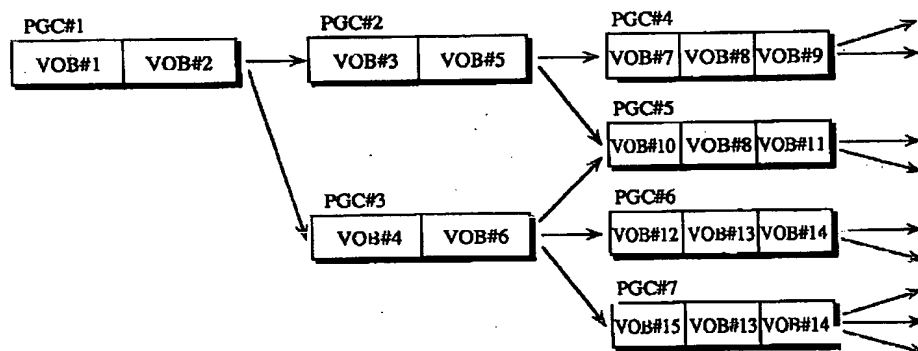 PGC#1
VOB#1 VOB#2
PGC#2
VOB#3 VOB#5
PGC#3
VOB#4 VOB#6
PGC#4
VOB#7 VOB#8 VOB#9
PGC#5
VOB#10 VOB#8 VOB#11
PGC#6
VOB#12 VOB#13 VOB#14
PGC#7
VOB#15 VOB#13 VOB#14